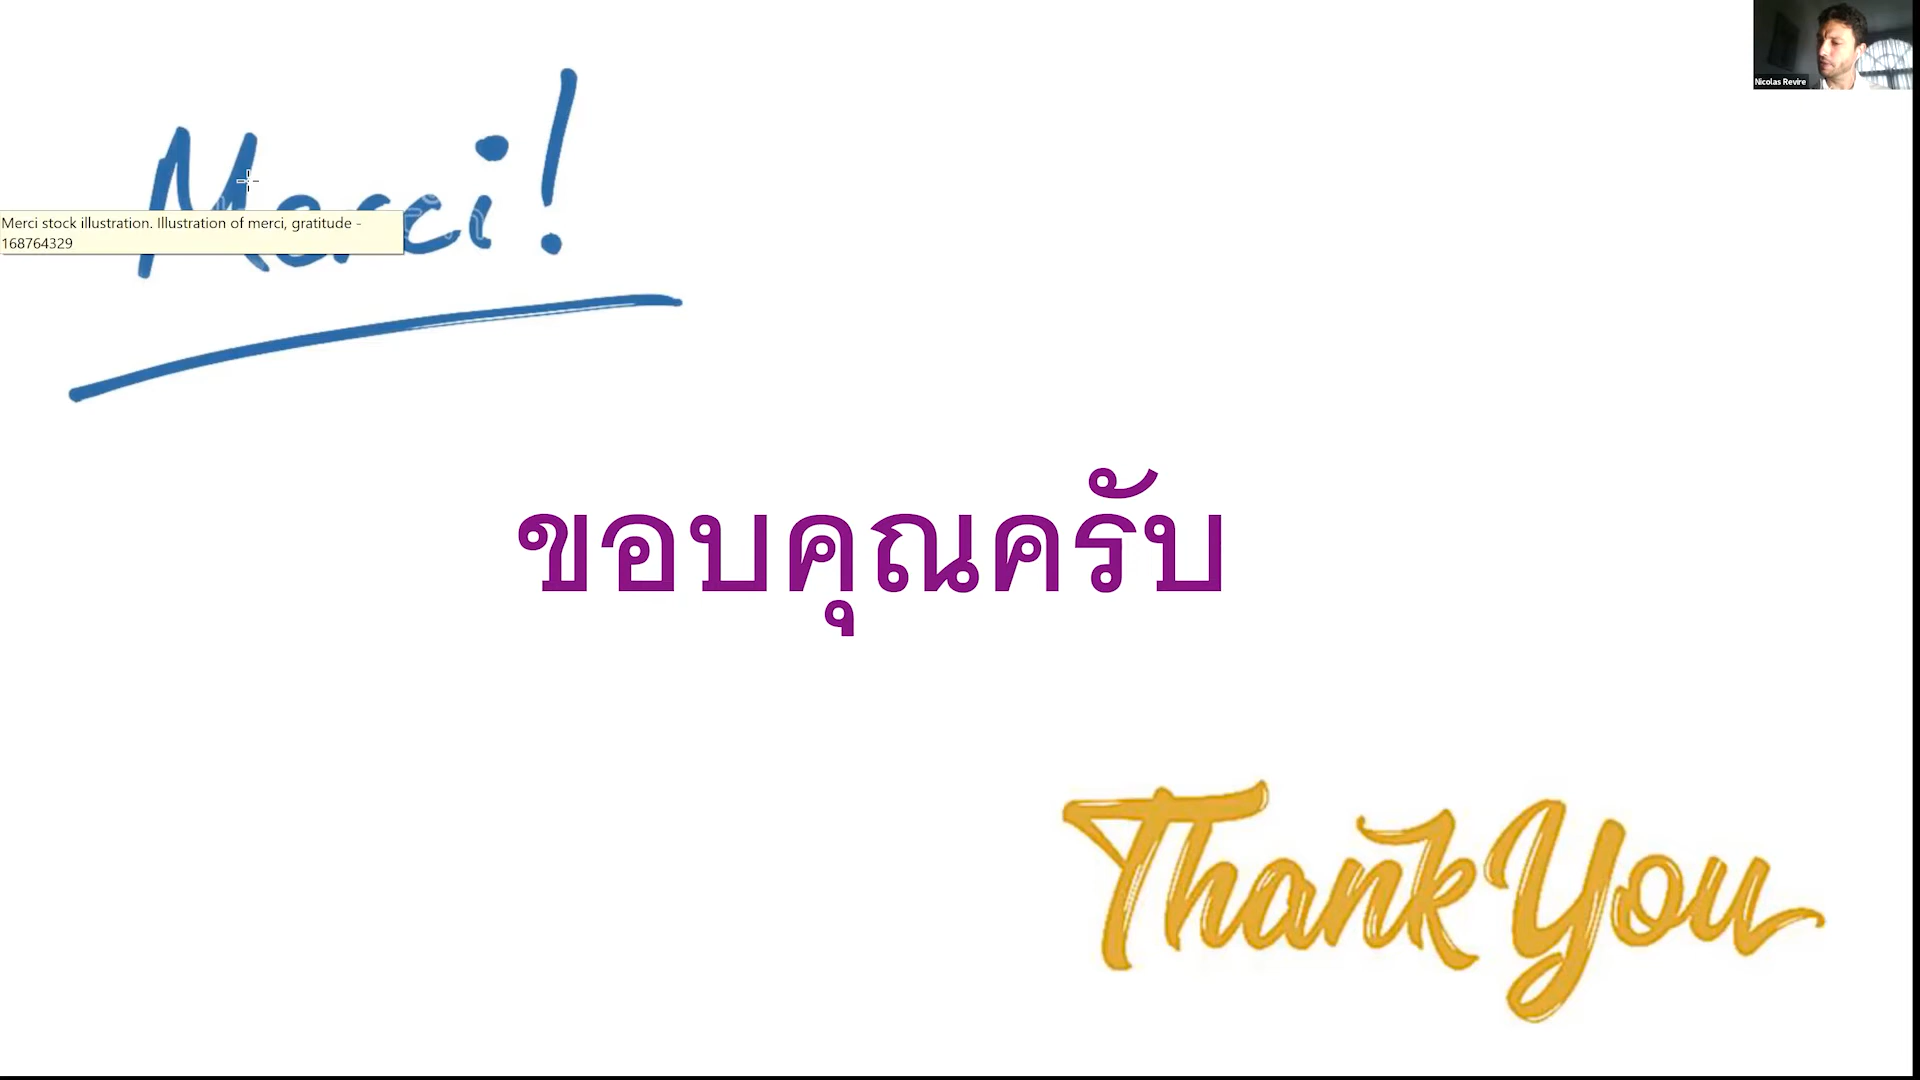 Nicolas Revire
Merci!
Merci stock illustration. Illustration of merci, gratitude -
168764329
ขอบคุณครับ
Thank You